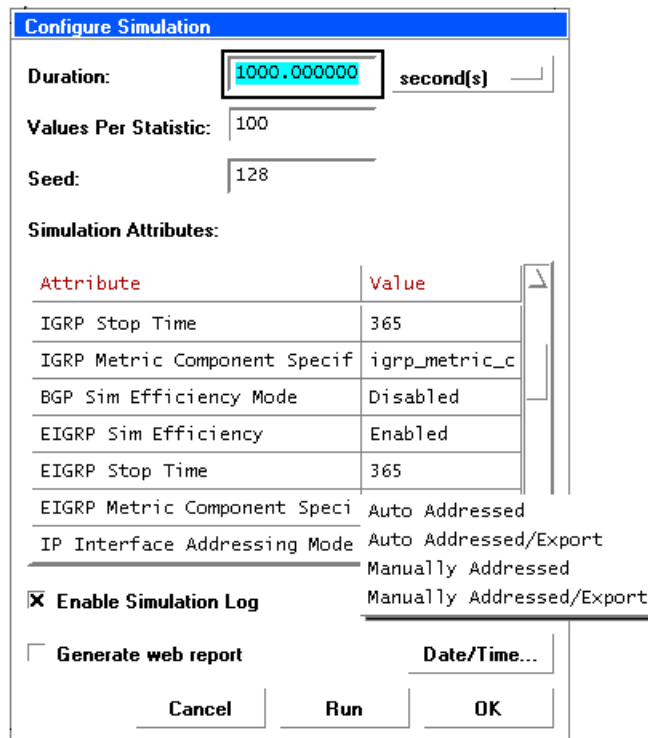 Configure Simulation
Duration: 1000.000000 second(s)
Values Per Statistic: 100
Seed: 128
Simulation Attributes:
Attribute Value
IGRP Stop Time 365
IGRP Metric Component Specif igrp_metric_c
BGP Sim Efficiency Mode Disabled
EIGRP Sim Efficiency Enabled
EIGRP Stop Time 365
EIGRP Metric Component Speci Auto Addressed
IP Interface Addressing Mode Auto Addressed/Export
Manually Addressed
Enable Simulation Log Manually Addressed/Export
Generate web report Date/Time...
Cancel Run OK